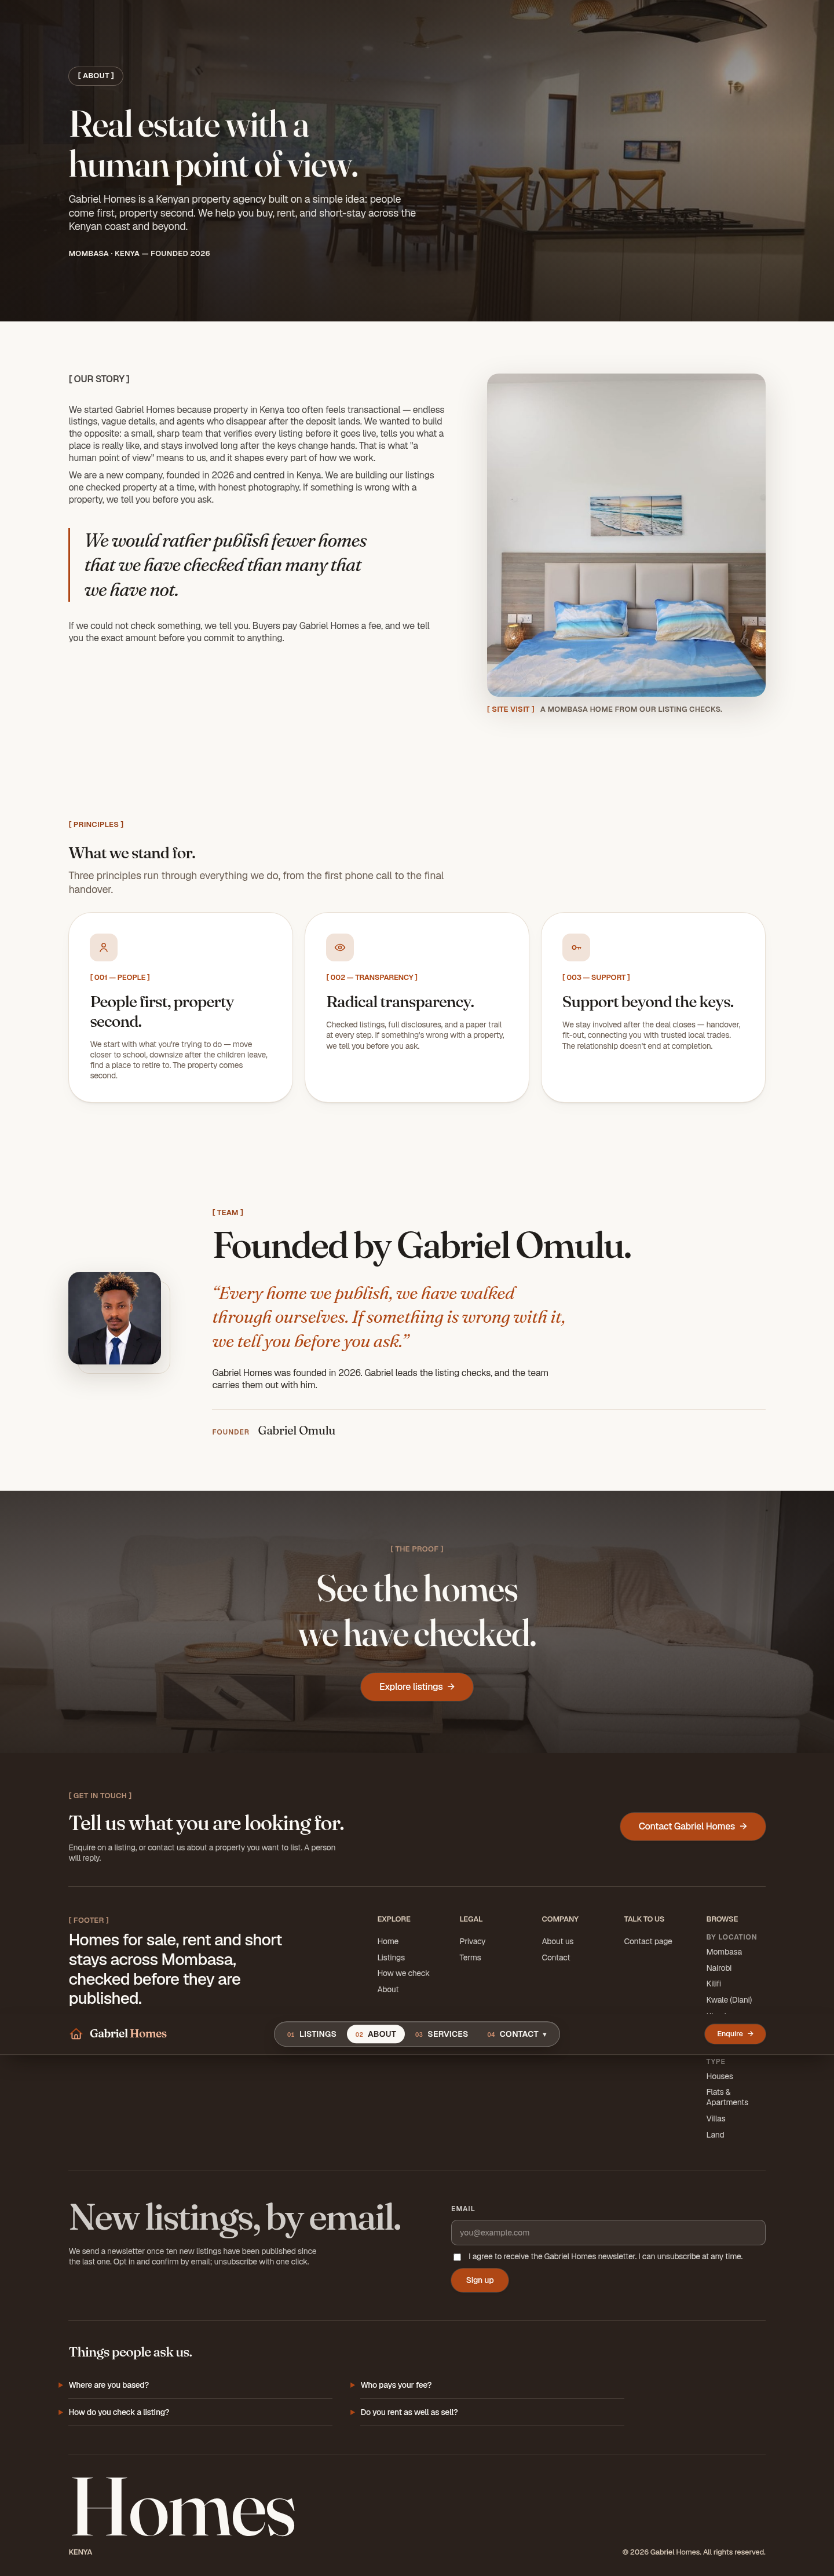 [ ABOUT ]
Real estate with a
human point of view.
Gabriel Homes is a Kenyan property agency built on a simple idea: people
come first, property second. We help you buy, rent, and short-stay across the
Kenyan coast and beyond.
MOMBASA · KENYA — FOUNDED 2026
[ OUR STORY ]
We started Gabriel Homes because property in Kenya too often feels transactional — endless
listings, vague details, and agents who disappear after the deposit lands. We wanted to build
the opposite: a small, sharp team that verifies every listing before it goes live, tells you what a
place is really like, and stays involved long after the keys change hands. That is what "a
human point of view" means to us, and it shapes every part of how we work.
We are a new company, founded in 2026 and centred in Kenya. We are building our listings
one checked property at a time, with honest photography. If something is wrong with a
property, we tell you before you ask.
We would rather publish fewer homes
that we have checked than many that
we have not.
If we could not check something, we tell you. Buyers pay Gabriel Homes a fee, and we tell
you the exact amount before you commit to anything.
[ SITE VISIT ] A MOMBASA HOME FROM OUR LISTING CHECKS.
[ PRINCIPLES ]
What we stand for.
Three principles run through everything we do, from the first phone call to the final
handover.
[ 001 — PEOPLE ]
People first, property
second.
We start with what you're trying to do — move
closer to school, downsize after the children leave,
find a place to retire to. The property comes
second.
[ 002 — TRANSPARENCY ]
Radical transparency.
Checked listings, full disclosures, and a paper trail
at every step. If something's wrong with a property,
we tell you before you ask.
[ 003 — SUPPORT ]
Support beyond the keys.
We stay involved after the deal closes — handover,
fit-out, connecting you with trusted local trades.
The relationship doesn't end at completion.
[ TEAM ]
Founded by Gabriel Omulu.
“Every home we publish, we have walked
through ourselves. If something is wrong with it,
we tell you before you ask.”
Gabriel Homes was founded in 2026. Gabriel leads the listing checks, and the team
carries them out with him.
FOUNDER Gabriel Omulu
[ THE PROOF ]
See the homes
we have checked.
Explore listings →
[ GET IN TOUCH ]
Tell us what you are looking for.
Enquire on a listing, or contact us about a property you want to list. A person
will reply.
Contact Gabriel Homes →
[ FOOTER ]
Homes for sale, rent and short
stays across Mombasa,
checked before they are
published.
EXPLORE
Home
Listings
How we check
About
LEGAL
Privacy
Terms
COMPANY
About us
Contact
TALK TO US
Contact page
BROWSE
BY LOCATION
Mombasa
Nairobi
Kilifi
Kwale (Diani)
Gabriel Homes
01 LISTINGS
02 ABOUT
03 SERVICES
04 CONTACT ▾
Enquire →
TYPE
Houses
Flats &
Apartments
Villas
Land
New listings, by email.
We send a newsletter once ten new listings have been published since
the last one. Opt in and confirm by email; unsubscribe with one click.
EMAIL
you@example.com
I agree to receive the Gabriel Homes newsletter. I can unsubscribe at any time.
Sign up
Things people ask us.
Where are you based?
Who pays your fee?
How do you check a listing?
Do you rent as well as sell?
Homes
KENYA
© 2026 Gabriel Homes. All rights reserved.